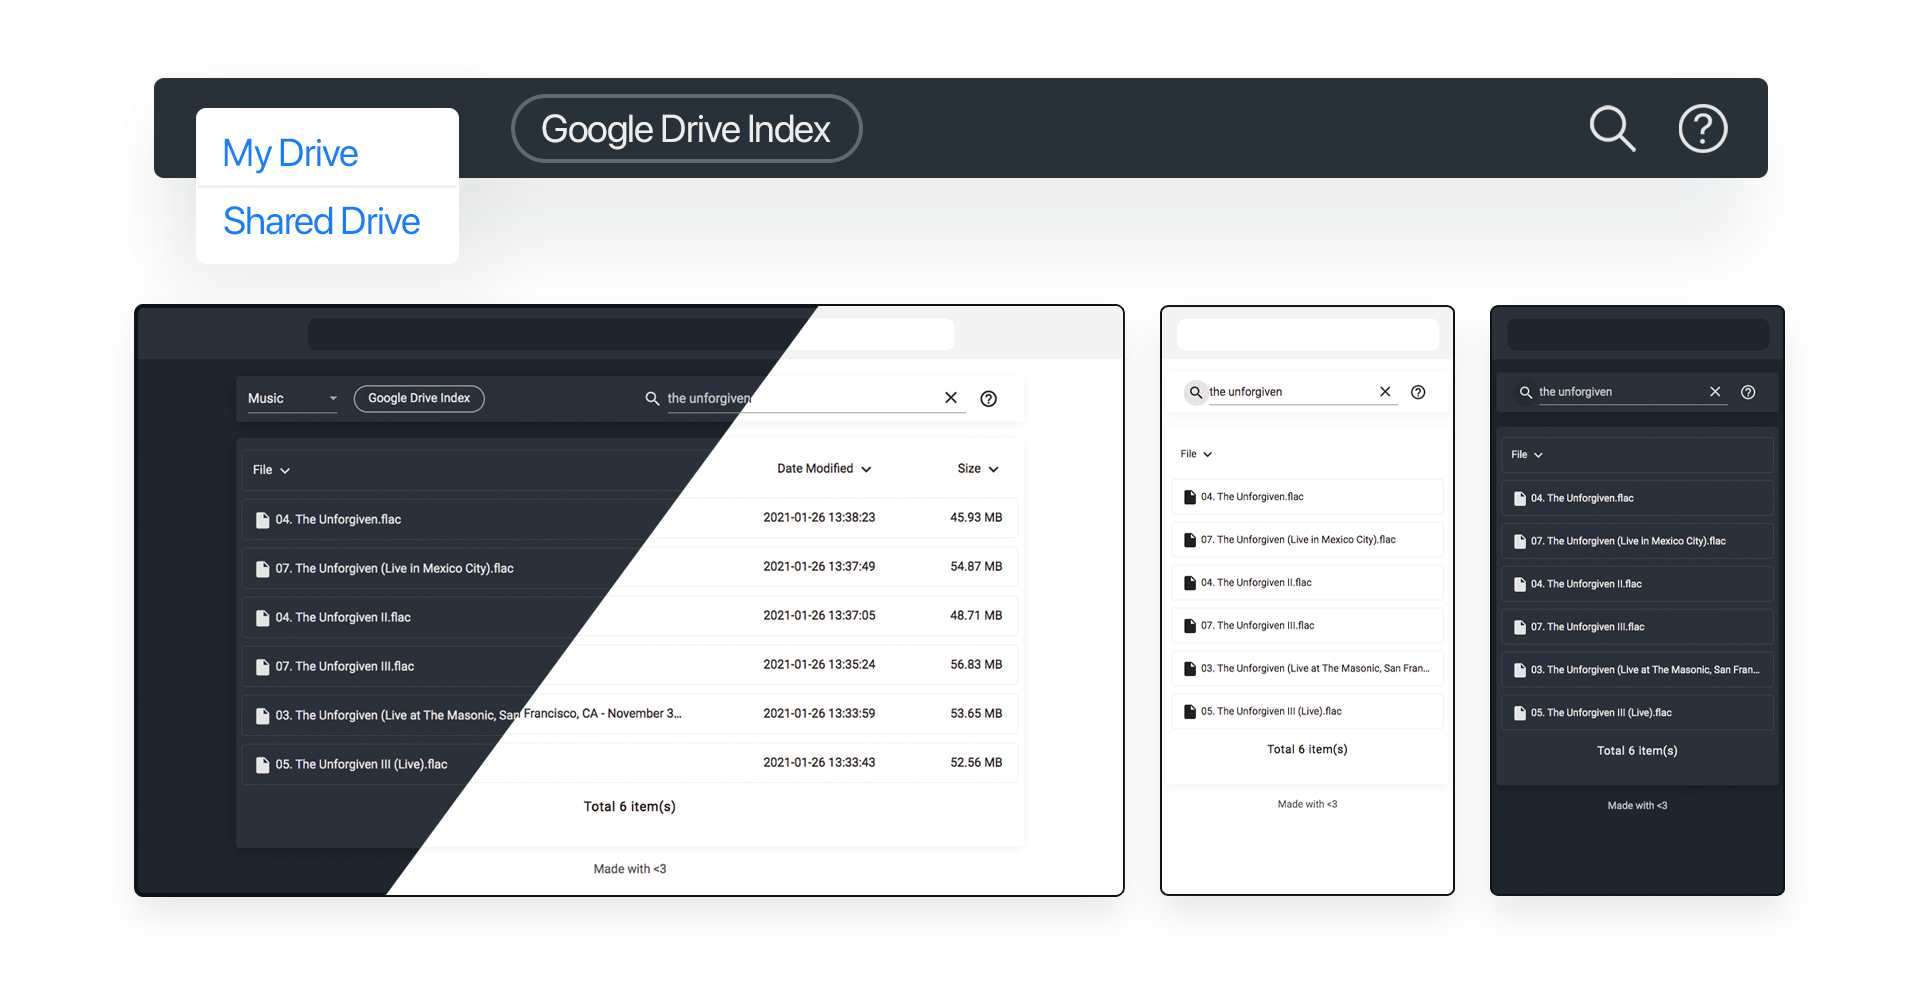 My Drive
Shared Drive
Google Drive Index
Music
Google Drive Index
the unforgiven
File
Date Modified
Size
04. The Unforgiven.flac
2021-01-26 13:38:23
45.93 MB
07. The Unforgiven (Live in Mexico City).flac
2021-01-26 13:37:49
54.87 MB
04. The Unforgiven II.flac
2021-01-26 13:37:05
48.71 MB
07. The Unforgiven III.flac
2021-01-26 13:35:24
56.83 MB
03. The Unforgiven (Live at The Masonic, San Francisco, CA - November 3...
2021-01-26 13:33:59
53.65 MB
05. The Unforgiven III (Live).flac
2021-01-26 13:33:43
52.56 MB
Total 6 item(s)
Made with <3
the unforgiven
File
04. The Unforgiven.flac
07. The Unforgiven (Live in Mexico City).flac
04. The Unforgiven II.flac
07. The Unforgiven III.flac
03. The Unforgiven (Live at The Masonic, San Fran...
05. The Unforgiven III (Live).flac
Total 6 item(s)
Made with <3
the unforgiven
File
04. The Unforgiven.flac
07. The Unforgiven (Live in Mexico City).flac
04. The Unforgiven II.flac
07. The Unforgiven III.flac
03. The Unforgiven (Live at The Masonic, San Fran...
05. The Unforgiven III (Live).flac
Total 6 item(s)
Made with <3